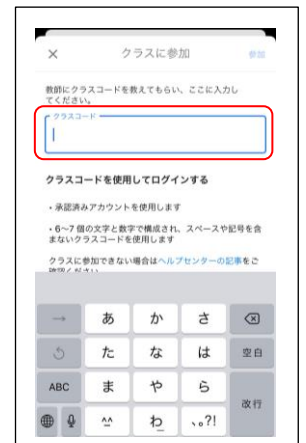 × クラスに参加 参加
教師にクラスコードを教えてもらい、ここに入力し
てください。
クラスコード
クラスコードを使用してログインする
・承認済みアカウントを使用します
・6〜7 個の文字と数字で構成され、スペースや記号を含
まないクラスコードを使用します
クラスに参加できない場合はヘルプセンターの記事をご
確認ください
→ あ か さ
た な は 空白
ABC ま や ら
改行
^^ わ 、。?!